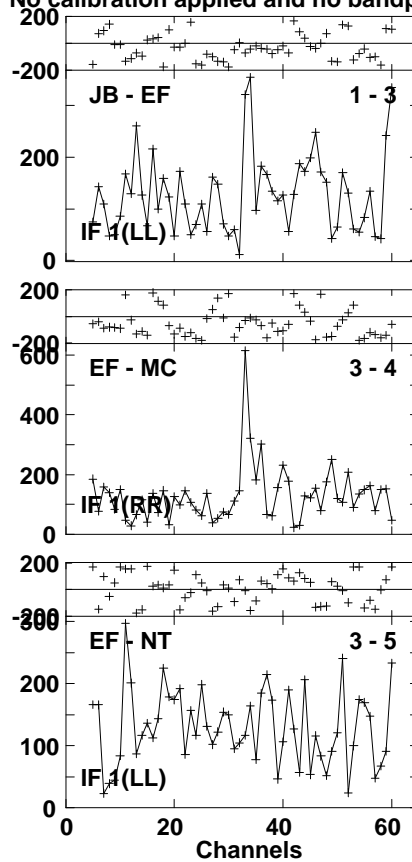 No calibration applied and no bandp
200
-200
JB - EF 1 - 3
200
IF 1(LL)
0
200
-200
600
EF - MC 3 - 4
400
200
IF 1(RR)
0
200
-200
300
EF - NT 3 - 5
200
100
IF 1(LL)
0
0 20 40 60
Channels